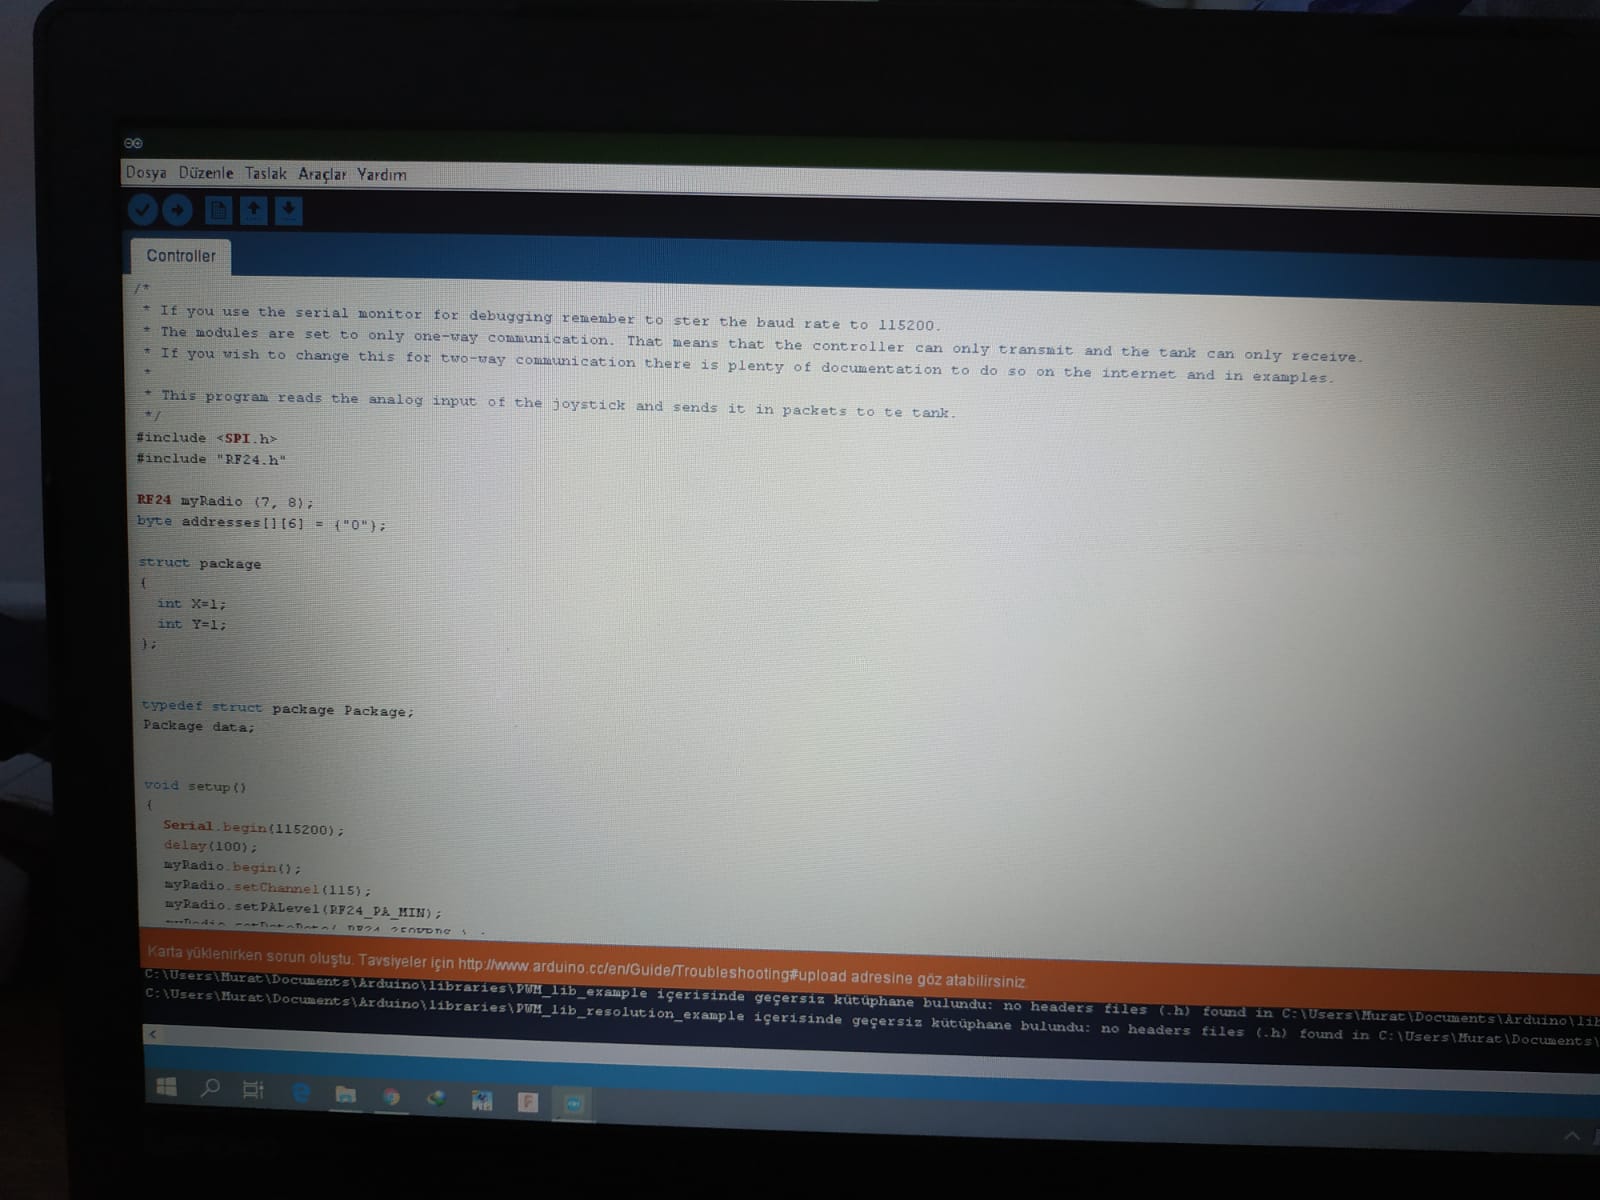 Dosya Düzenle Taslak Araçlar Yardım
Controller
/*
* If you use the serial monitor for debugging remember to ster the baud rate to 115200.
* The modules are set to only one-way communication. That means that the controller can only transmit and the tank can only receive.
* If you wish to change this for two-way communication there is plenty of documentation to do so on the internet and in examples.
*
* This program reads the analog input of the joystick and sends it in packets to te tank.
*/
#include <SPI.h>
#include "RF24.h"
RF24 myRadio (7, 8);
byte addresses[][6] = {"0"};
struct package
{
int X=1;
int Y=1;
};
typedef struct package Package;
Package data;
void setup()
{
Serial.begin(115200);
delay(100);
myRadio.begin();
myRadio.setChannel(115);
myRadio.setPALevel(RF24_PA_MIN);
Karta yüklenirken sorun oluştu. Tavsiyeler için http://www.arduino.cc/en/Guide/Troubleshooting#upload adresine göz atabilirsiniz.
C:\Users\Murat\Documents\Arduino\libraries\PWM_lib_example içerisinde geçersiz kütüphane bulundu: no headers files (.h) found in C:\Users\Murat\Documents\Arduino\lib
C:\Users\Murat\Documents\Arduino\libraries\PWM_lib_resolution_example içerisinde geçersiz kütüphane bulundu: no headers files (.h) found in C:\Users\Murat\Documents\